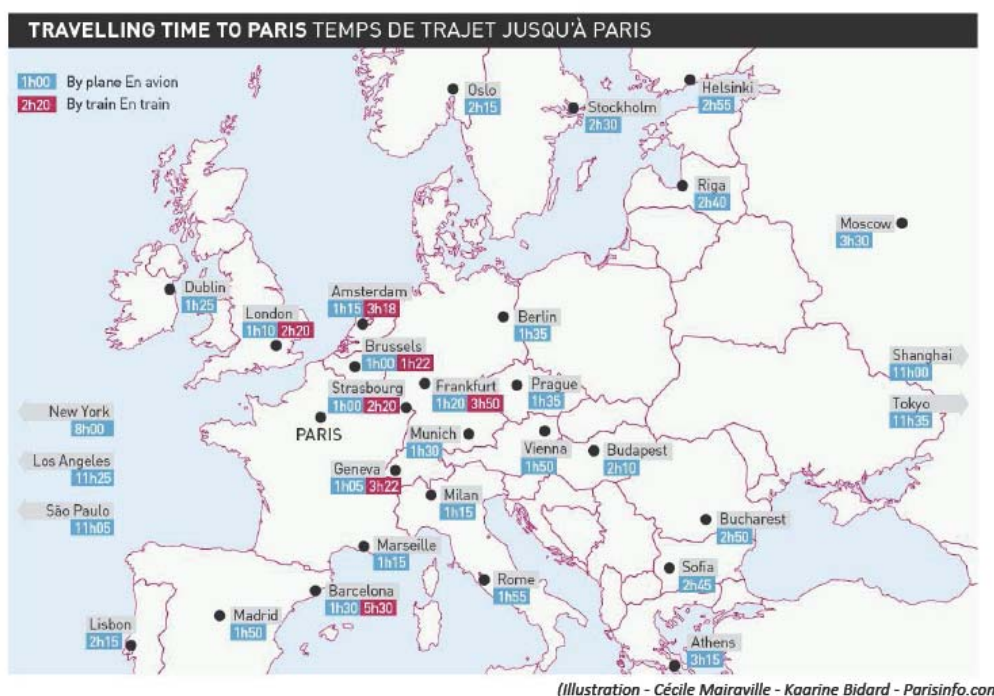 TRAVELLING TIME TO PARIS TEMPS DE TRAJET JUSQU'À PARIS
1h00 By plane En avion
2h20 By train En train
Oslo
2h15
Stockholm
2h30
Helsinki
2h55
Riga
2h40
Moscow
3h30
Dublin
1h25
London
1h10 2h20
Amsterdam
1h15 3h18
Brussels
1h00 1h22
Berlin
1h35
Strasbourg
1h00 2h20
Frankfurt
1h20 3h50
Prague
1h35
Shanghai
11h00
Tokyo
11h35
New York
8h00
Los Angeles
11h25
São Paulo
11h05
PARIS
Munich
1h30
Vienna
1h50
Budapest
2h10
Geneva
1h05 3h22
Milan
1h15
Bucharest
2h50
Marseille
1h15
Sofia
2h45
Barcelona
1h30 5h30
Rome
1h55
Madrid
1h50
Lisbon
2h15
Athens
3h15
(Illustration - Cécile Mairaville - Kaarine Bidard - Parisinfo.com